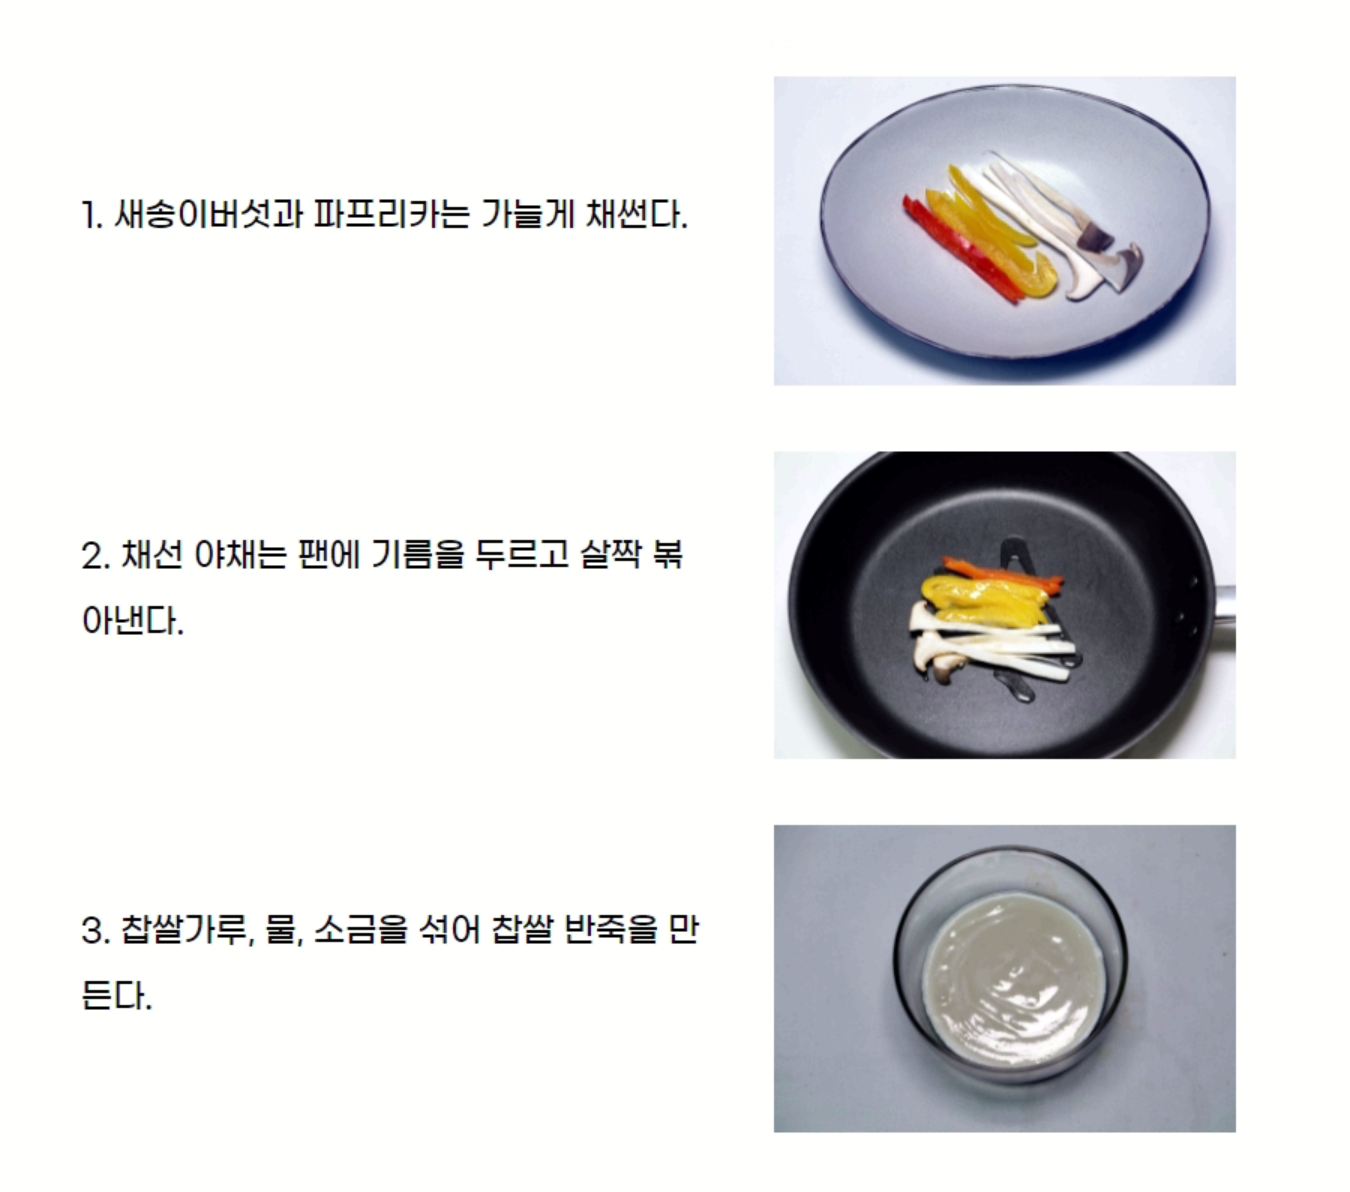 1. 새송이버섯과 파프리카는 가늘게 채썬다.
2. 채선 야채는 팬에 기름을 두르고 살짝 볶
아낸다.
3. 찹쌀가루, 물, 소금을 섞어 찹쌀 반죽을 만
든다.